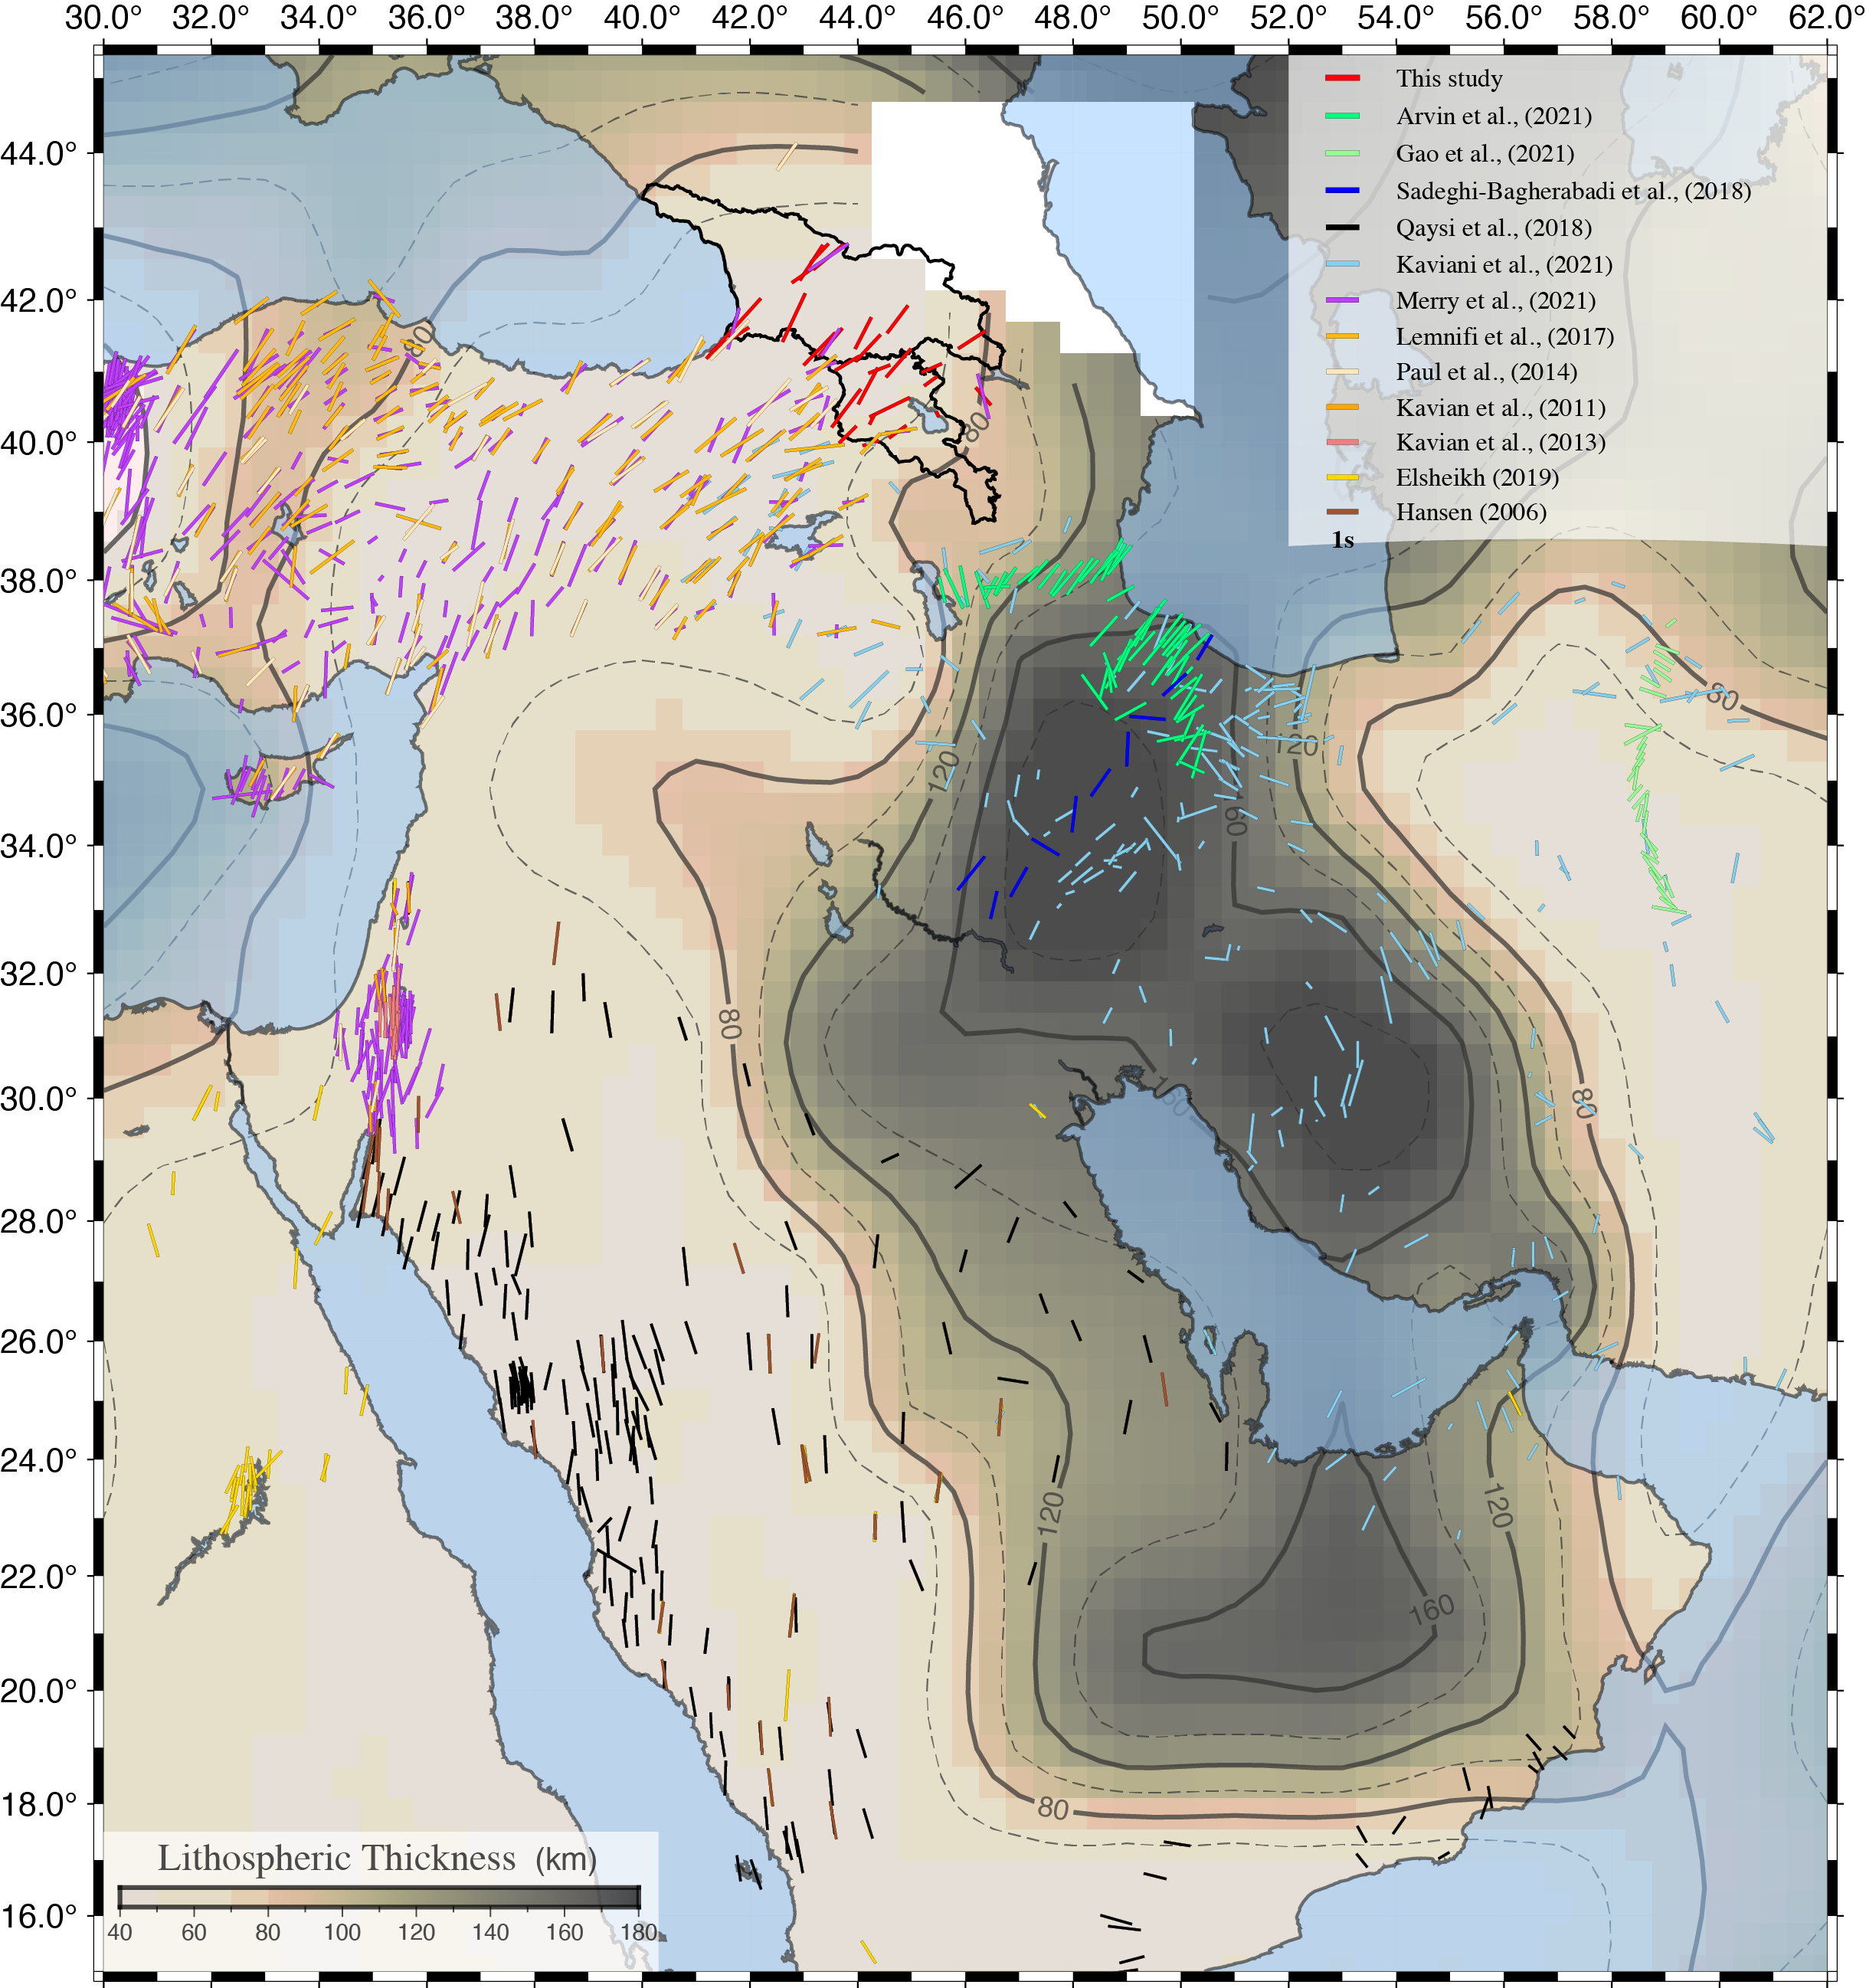 30.0° 32.0° 34.0° 36.0° 38.0° 40.0° 42.0° 44.0° 46.0° 48.0° 50.0° 52.0° 54.0° 56.0° 58.0° 60.0° 62.0°
This study
Arvin et al., (2021)
44.0°
Gao et al., (2021)
Sadeghi-Bagherabadi et al., (2018)
Qaysi et al., (2018)
Kaviani et al., (2021)
42.0°
Merry et al., (2021)
80
Lemnifi et al., (2017)
Paul et al., (2014)
Kavian et al., (2011)
80
40.0°
Kavian et al., (2013)
Elsheikh (2019)
Hansen (2006)
1s
38.0°
80
36.0°
120
120
60
34.0°
32.0°
80
30.0°
160
80
28.0°
26.0°
24.0°
120
120
22.0°
160
20.0°
18.0°
80
Lithospheric Thickness (km)
16.0°
40 60 80 100 120 140 160 180